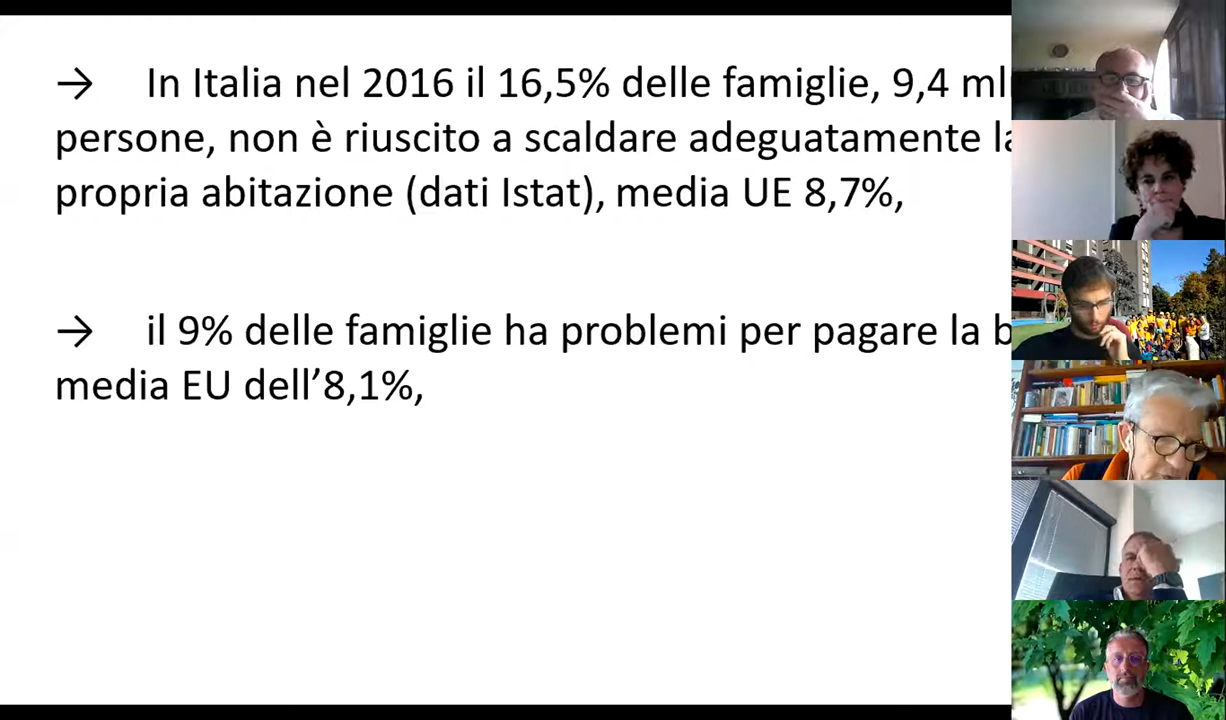 → In Italia nel 2016 il 16,5% delle famiglie, 9,4
persone, non è riuscito a scaldare adeguatamente
propria abitazione (dati Istat), media UE 8,7%,
→ il 9% delle famiglie ha problemi per pagare la
media EU dell’8,1%,